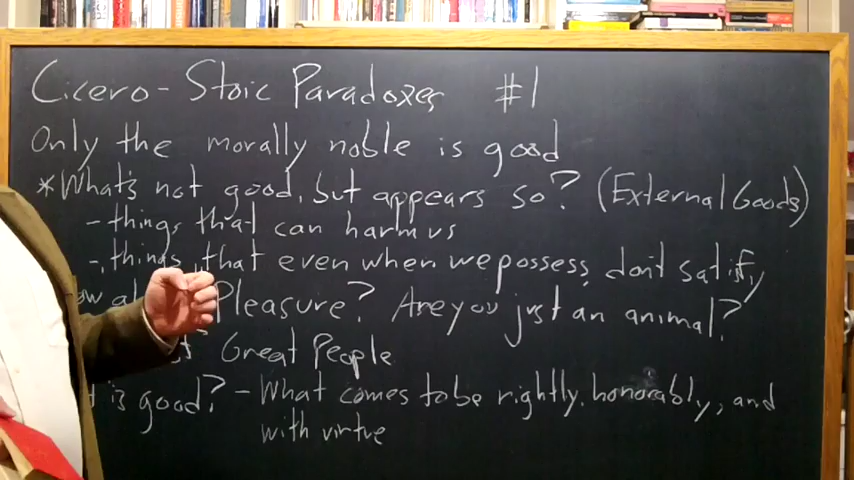 Cicero - Stoic Paradoxes #1
Only the morally noble is good
*What's not good, but appears so? (External Goods)
- things that can harm us
- things that even when we possess, don't satisfy
Pleasure? Are you just an animal?
Great People
is good? - What comes to be rightly, honorably, and
with virtue